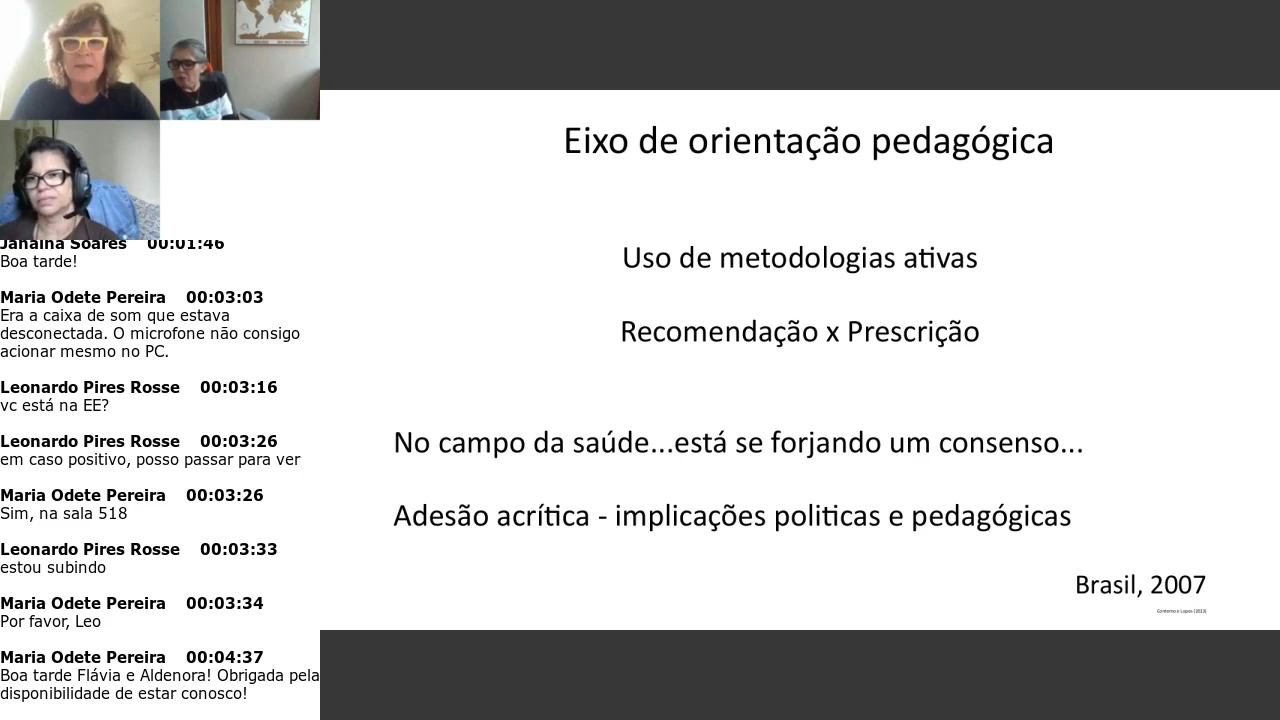 Janaína Soares 00:01:46
Boa tarde!
Maria Odete Pereira 00:03:03
Era a caixa de som que estava
desconectada. O microfone não consigo
acionar mesmo no PC.
Leonardo Pires Rosse 00:03:16
vc está na EE?
Leonardo Pires Rosse 00:03:26
em caso positivo, posso passar para ver
Maria Odete Pereira 00:03:26
Sim, na sala 518
Leonardo Pires Rosse 00:03:33
estou subindo
Maria Odete Pereira 00:03:34
Por favor, Leo
Maria Odete Pereira 00:04:37
Boa tarde Flávia e Aldenora! Obrigada pela
disponibilidade de estar conosco!
Eixo de orientação pedagógica
Uso de metodologias ativas
Recomendação x Prescrição
No campo da saúde...está se forjando um consenso...
Adesão acrítica - implicações politicas e pedagógicas
Brasil, 2007
Conterno e Lopes (2013)